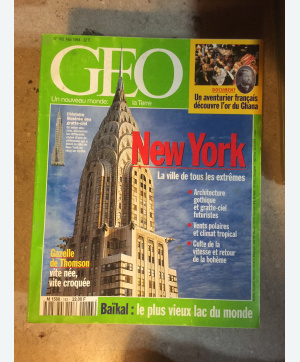 GEO
Un nouveau monde: la Terre
DOCUMENT
Un aventurier français
découvre l'or du Ghana
New York
La ville de tous les extrêmes
Architecture
gothique
et gratte-ciel
futuristes
Vents polaires
et climat tropical
Culte de la
vitesse et retour
de la bohème
Gazelle
de Thomson
vite née,
vite croquée
Baïkal : le plus vieux lac du monde